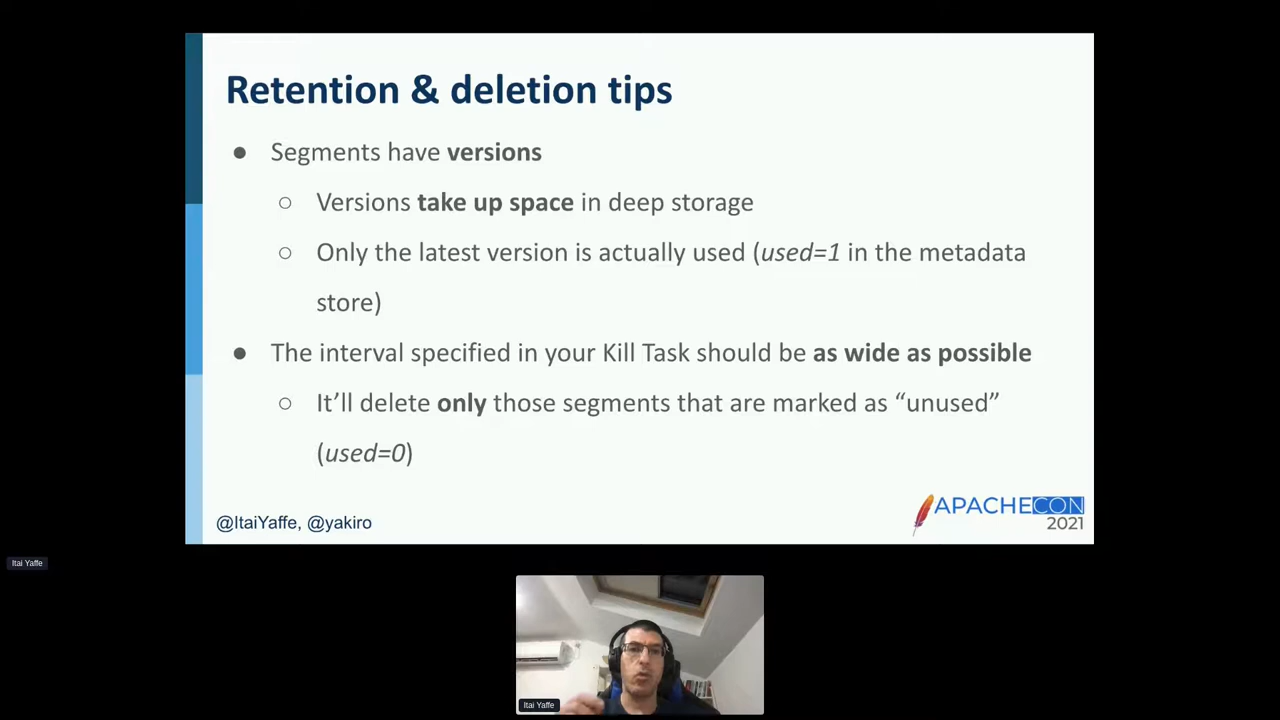 Retention & deletion tips
● Segments have versions
○ Versions take up space in deep storage
○ Only the latest version is actually used (used=1 in the metadata
store)
● The interval specified in your Kill Task should be as wide as possible
○ It’ll delete only those segments that are marked as “unused”
(used=0)
@ItaiYaffe, @yakiro
APACHECON
2021
Itai Yaffe
Itai Yaffe